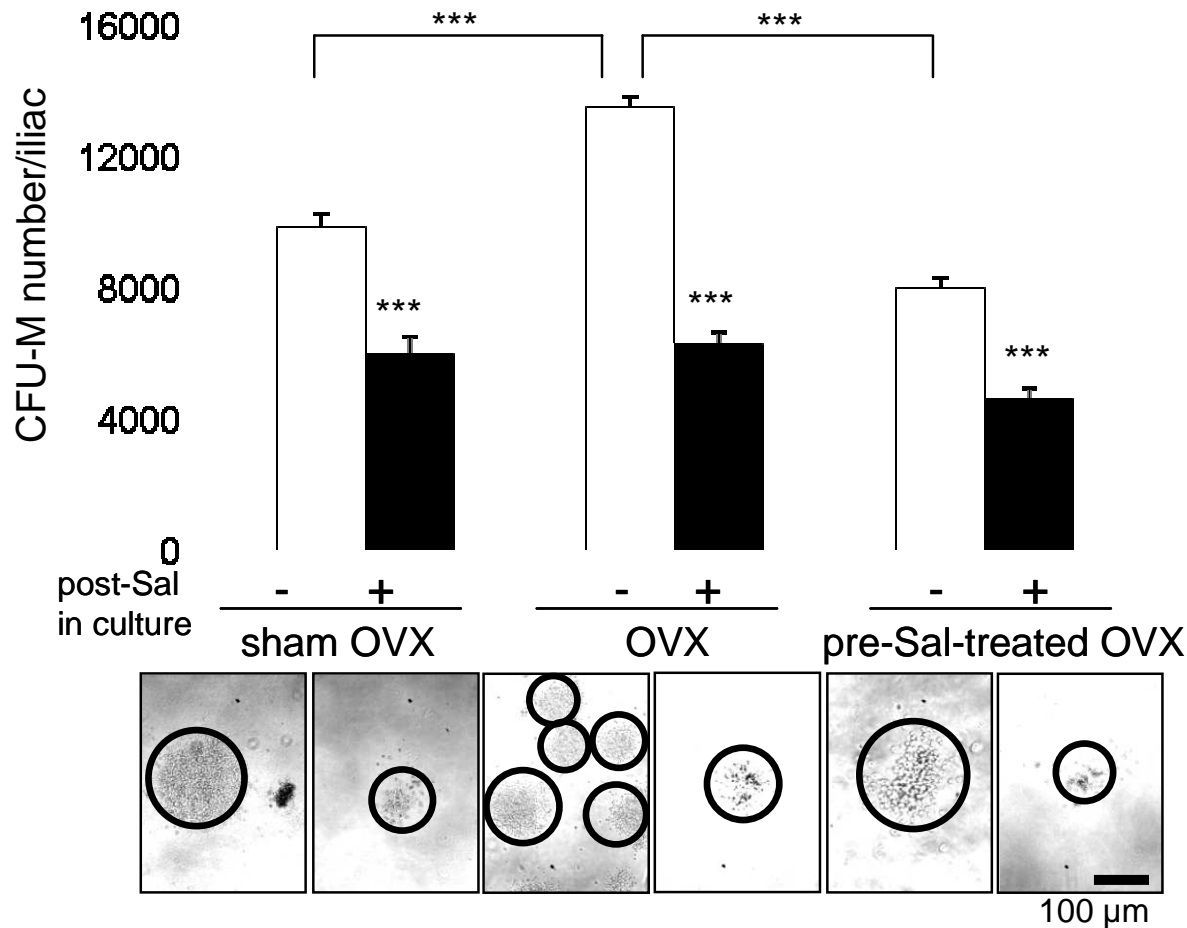 16000
12000
8000
4000
0
CFU-M number/iliac
***
***
***
***
***
post-Sal
in culture
- + - + - +
sham OVX OVX pre-Sal-treated OVX
100 µm